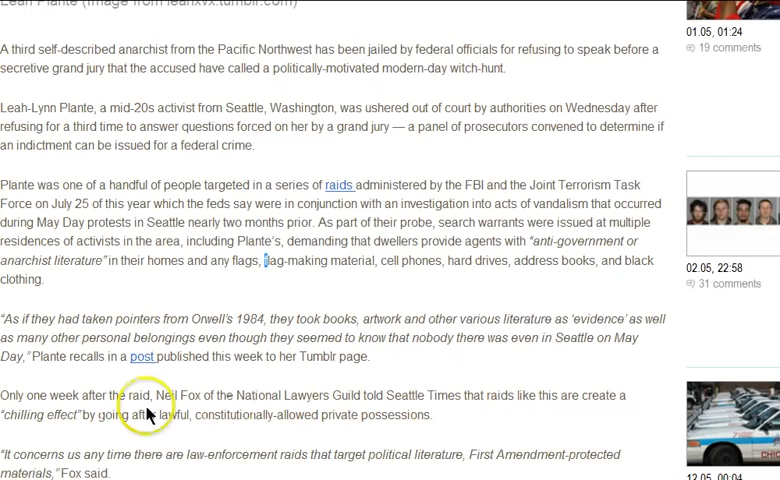 Leah Plante (image from leahxvx.tumblr.com)
A third self-described anarchist from the Pacific Northwest has been jailed by federal officials for refusing to speak before a
secretive grand jury that the accused have called a politically-motivated modern-day witch-hunt.
Leah-Lynn Plante, a mid-20s activist from Seattle, Washington, was ushered out of court by authorities on Wednesday after
refusing for a third time to answer questions forced on her by a grand jury — a panel of prosecutors convened to determine if
an indictment can be issued for a federal crime.
Plante was one of a handful of people targeted in a series of raids administered by the FBI and the Joint Terrorism Task
Force on July 25 of this year which the feds say were in conjunction with an investigation into acts of vandalism that occurred
during May Day protests in Seattle nearly two months prior. As part of their probe, search warrants were issued at multiple
residences of activists in the area, including Plante's, demanding that dwellers provide agents with “anti-government or
anarchist literature” in their homes and any flags, flag-making material, cell phones, hard drives, address books, and black
clothing.
“As if they had taken pointers from Orwell's 1984, they took books, artwork and other various literature as ‘evidence’ as well
as many other personal belongings even though they seemed to know that nobody there was even in Seattle on May
Day,” Plante recalls in a post published this week to her Tumblr page.
Only one week after the raid, Neil Fox of the National Lawyers Guild told Seattle Times that raids like this are create a
“chilling effect” by going after lawful, constitutionally-allowed private possessions.
“It concerns us any time there are law-enforcement raids that target political literature, First Amendment-protected
materials,” Fox said.
01.05, 01:24
19 comments
02.05, 22:58
31 comments
12.05, 00:04